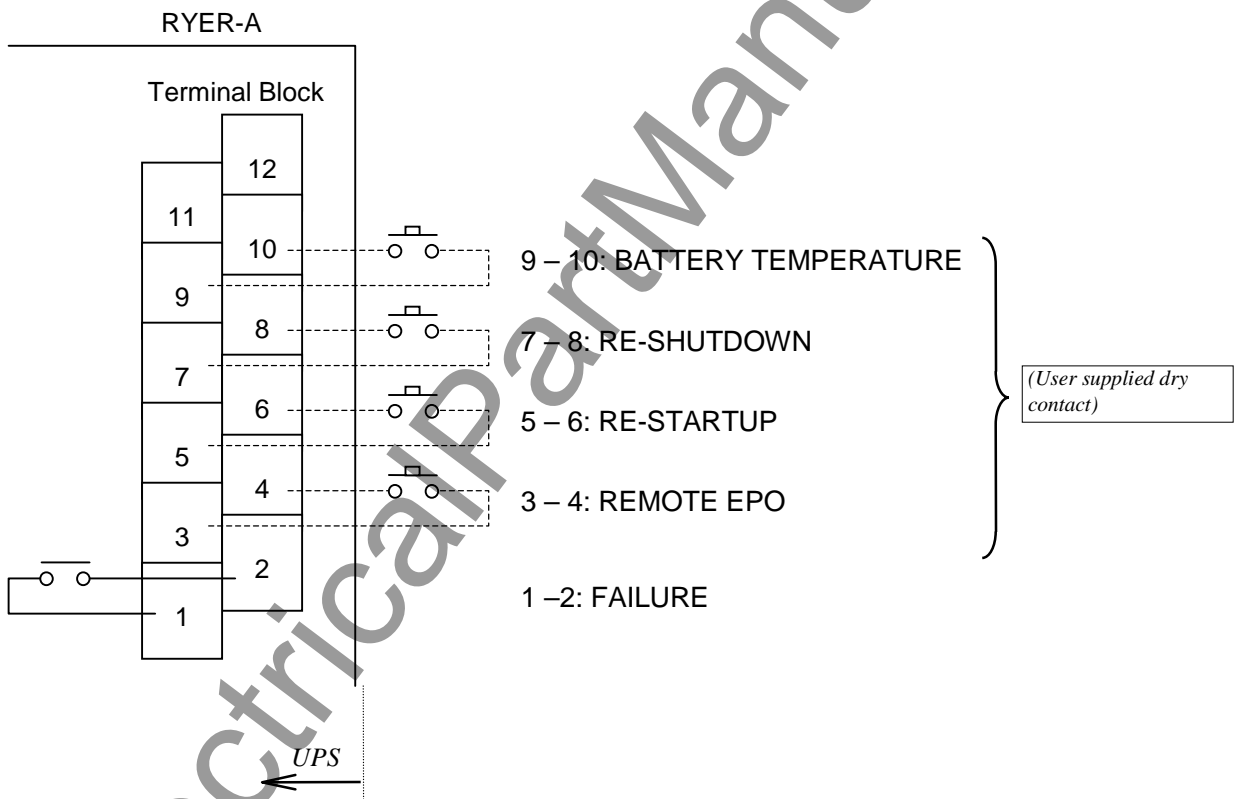 RYER-A
Terminal Block
12
11
10
9
8
7
6
5
4
3
2
1
9 – 10: BATTERY TEMPERATURE
7 – 8: RE-SHUTDOWN
5 – 6: RE-STARTUP
3 – 4: REMOTE EPO
1 –2: FAILURE
(User supplied dry
contact)
UPS
ctricalPartManu